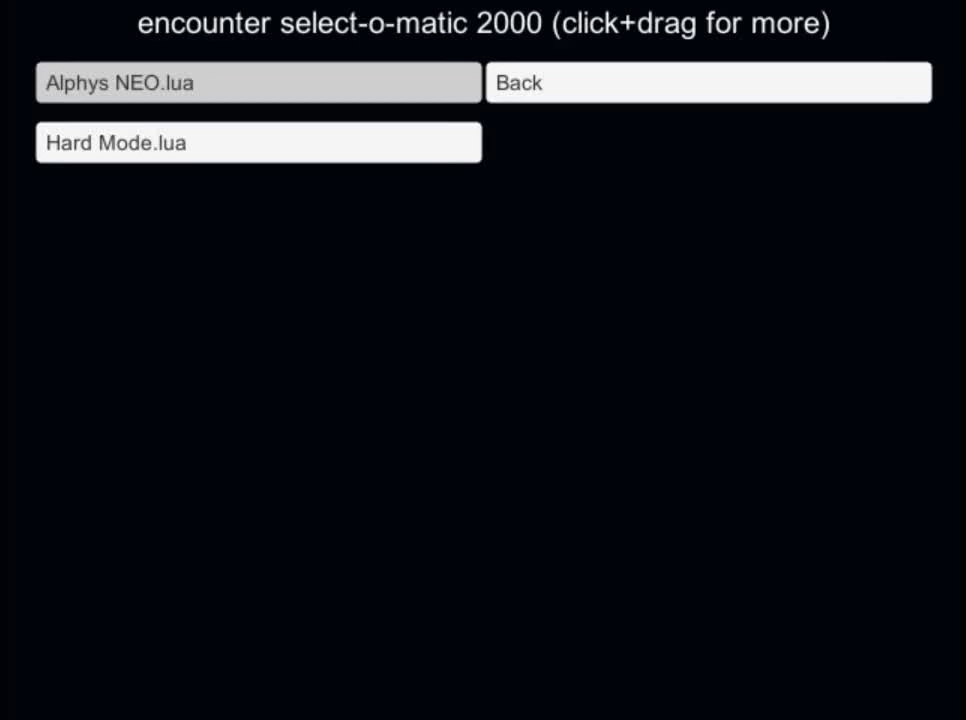 encounter select-o-matic 2000 (click+drag for more)
Alphys NEO.lua
Back
Hard Mode.lua